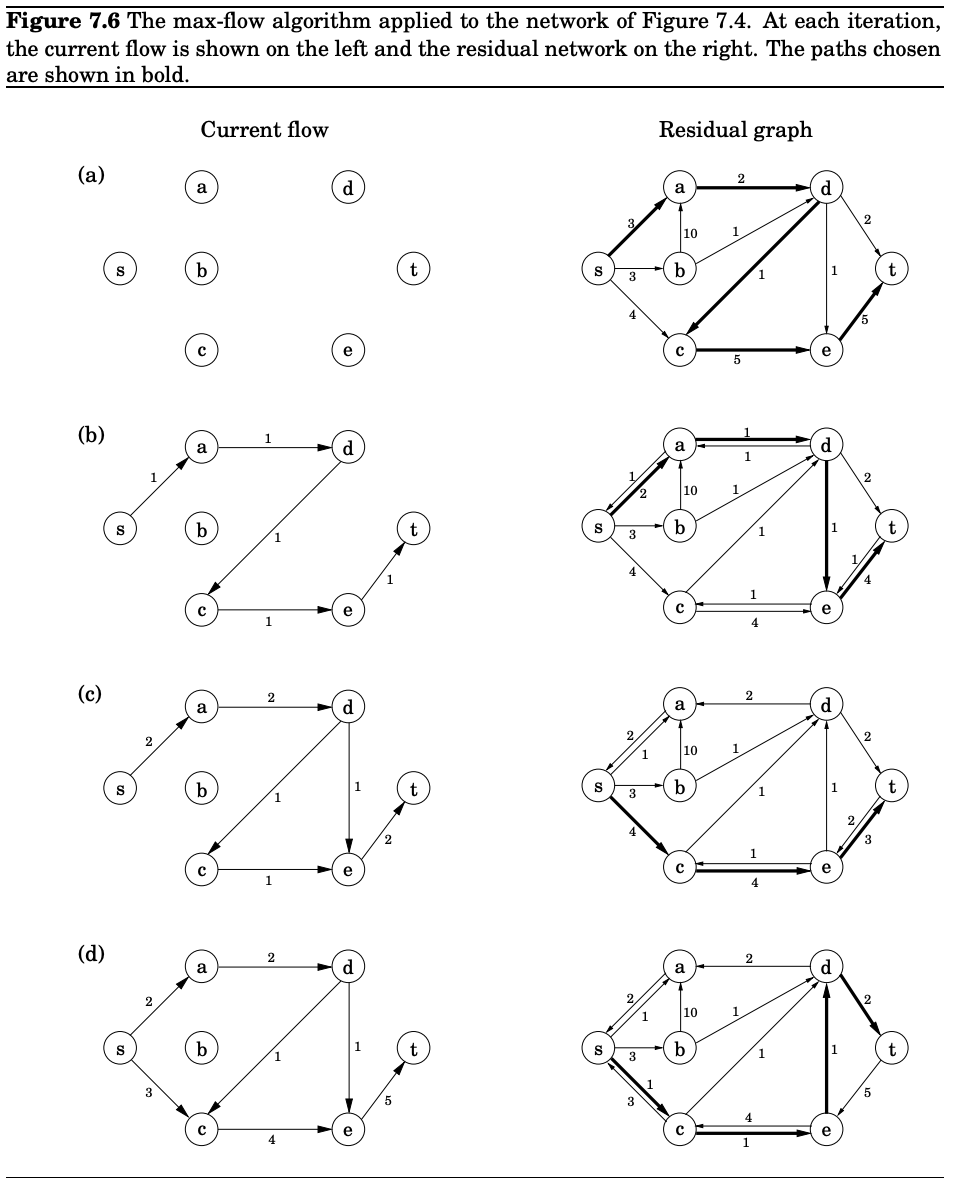 Figure 7.6 The max-flow algorithm applied to the network of Figure 7.4. At each iteration,
the current flow is shown on the left and the residual network on the right. The paths chosen
are shown in bold.
Current flow Residual graph
(a)
a d a 2 d
3 10 1 2
s b t s 3 b 1 1 t
4 5
c e c 5 e
(b)
a 1 d a 1 d
1
1 1 2 10 1 2
s b 1 t s 3 b 1 1 t
1 4 1 4
c 1 e c 1 e
4
(c)
a 2 d a 2 d
2 2 1 10 1 2
s b 1 1 t s 3 b 1 1 t
2 4 2 3
c 1 e c 1 e
4
(d)
a 2 d a 2 d
2 2 1 10 1 2
s b 1 1 t s 3 b 1 1 t
3 5 1 3 5
c 4 e c 4 e
1